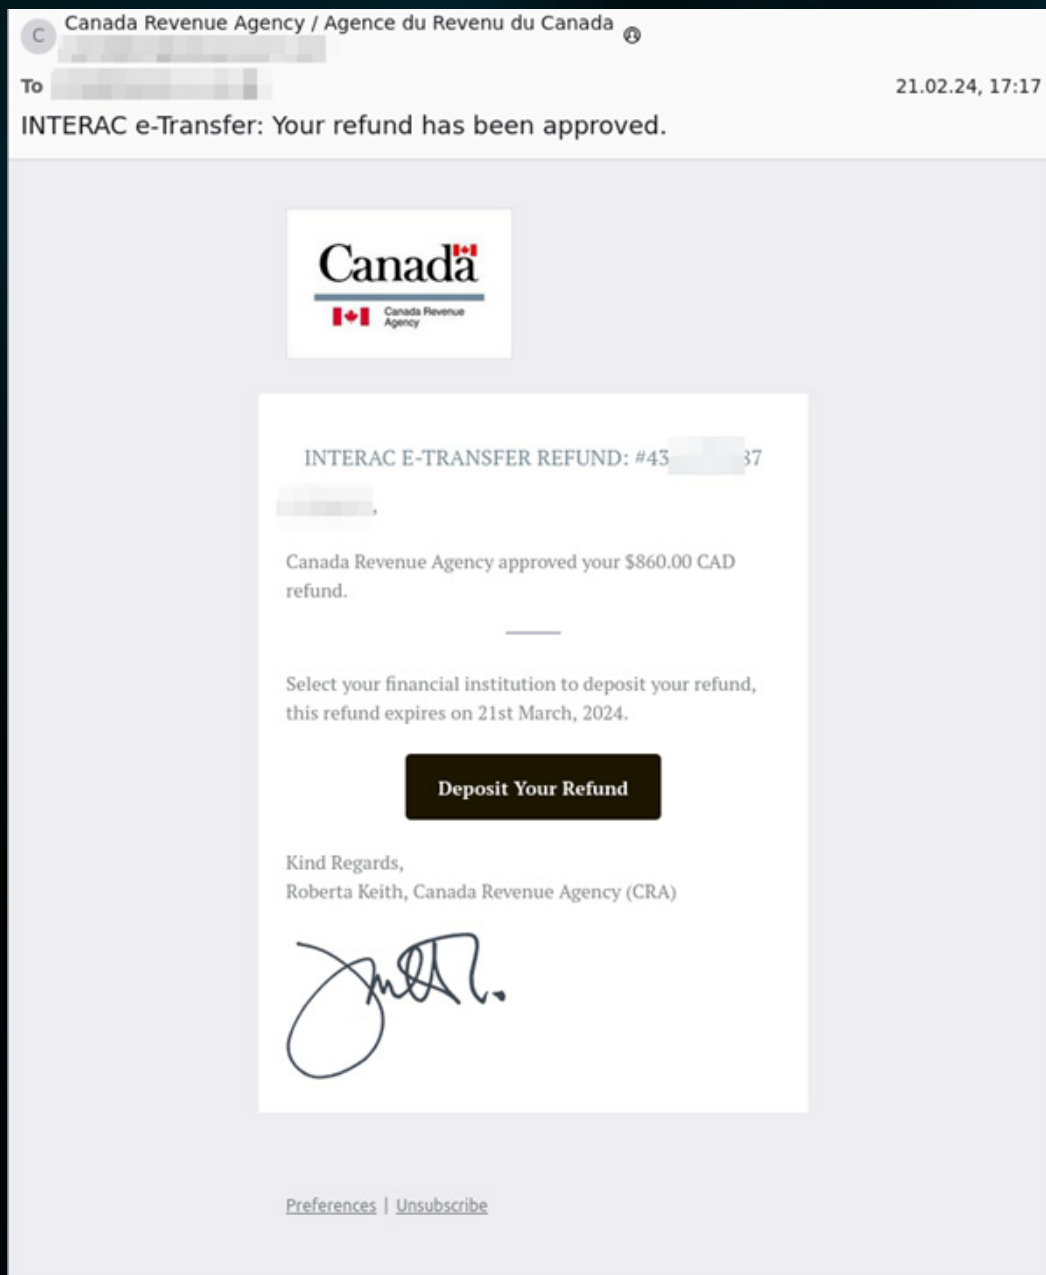 C
Canada Revenue Agency / Agence du Revenu du Canada
To
21.02.24, 17:17
INTERAC e-Transfer: Your refund has been approved.
Canada
Canada Revenue
Agency
INTERAC E-TRANSFER REFUND: #43 87
,
Canada Revenue Agency approved your $860.00 CAD
refund.
Select your financial institution to deposit your refund,
this refund expires on 21st March, 2024.
Deposit Your Refund
Kind Regards,
Roberta Keith, Canada Revenue Agency (CRA)
Preferences | Unsubscribe